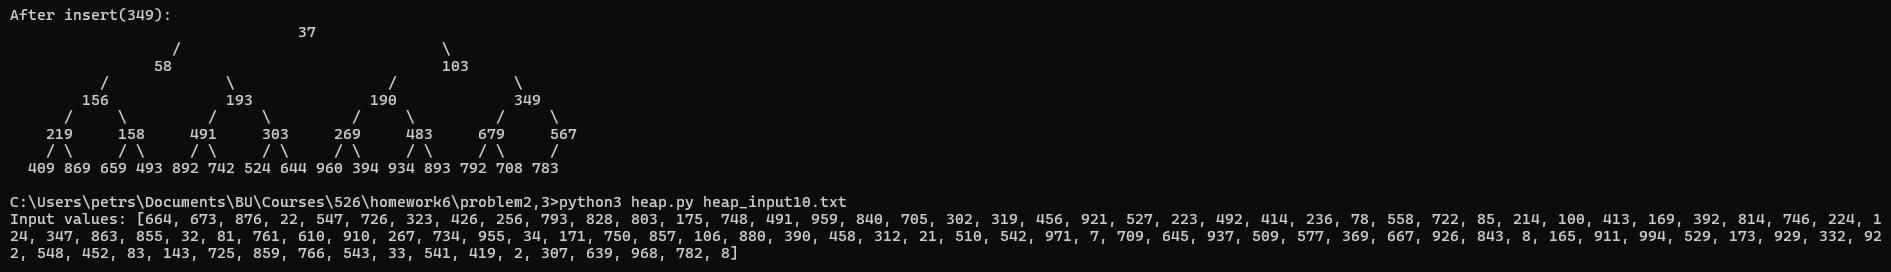 After insert(349):
37
/ \
58 103
/ \ / \
156 193 190 349
/ \ / \ / \ / \
219 158 491 303 269 483 679 567
/ \ / \ / \ / \ / \ / \ / \ /
409 869 659 493 892 742 524 644 960 394 934 893 792 708 783
C:\Users\petrs\Documents\BU\Courses\526\homework6\problem2,3>python3 heap.py heap_input10.txt
Input values: [664, 673, 876, 22, 547, 726, 323, 426, 256, 793, 828, 803, 175, 748, 491, 959, 840, 705, 302, 319, 456, 921, 527, 223, 492, 414, 236, 78, 558, 722, 85, 214, 100, 413, 169, 392, 814, 746, 224, 1
24, 347, 863, 855, 32, 81, 761, 610, 910, 267, 734, 955, 34, 171, 750, 857, 106, 880, 390, 458, 312, 21, 510, 542, 971, 7, 709, 645, 937, 509, 577, 369, 667, 926, 843, 8, 165, 911, 994, 529, 173, 929, 332, 92
2, 548, 452, 83, 143, 725, 859, 766, 543, 33, 541, 419, 2, 307, 639, 968, 782, 8]